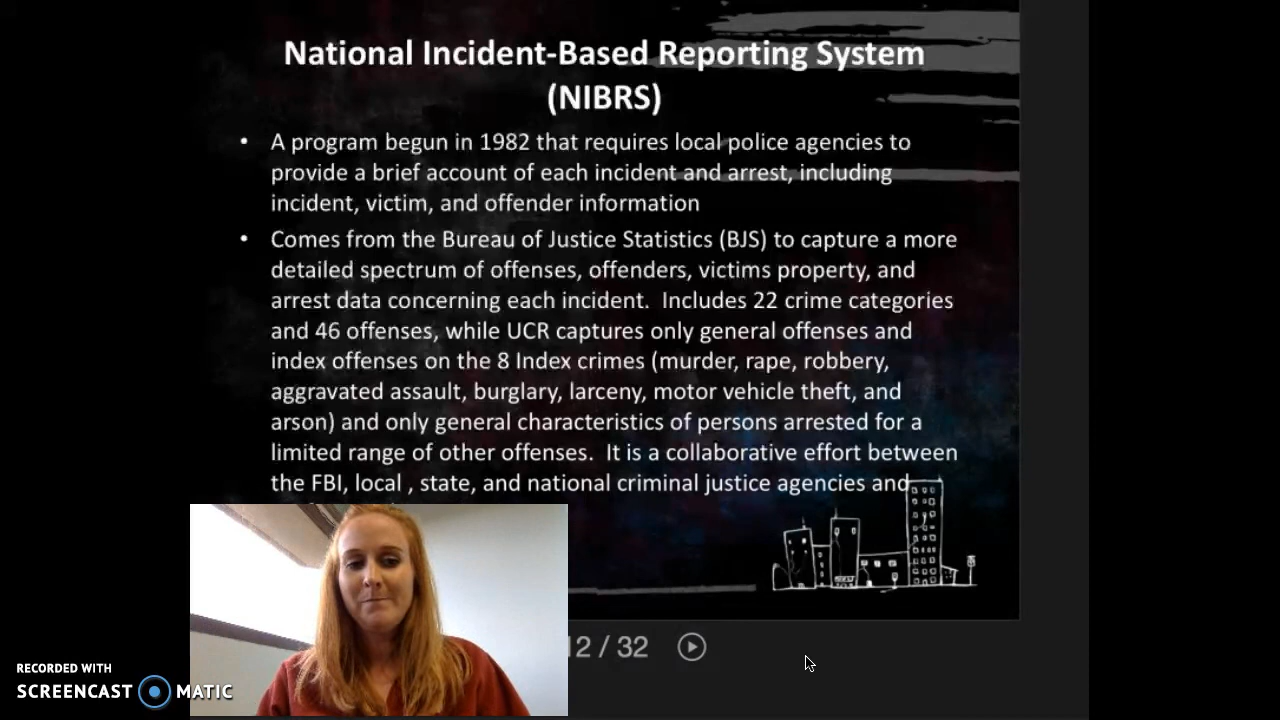 National Incident-Based Reporting System
(NIBRS)
• A program begun in 1982 that requires local police agencies to
provide a brief account of each incident and arrest, including
incident, victim, and offender information
• Comes from the Bureau of Justice Statistics (BJS) to capture a more
detailed spectrum of offenses, offenders, victims property, and
arrest data concerning each incident.  Includes 22 crime categories
and 46 offenses, while UCR captures only general offenses and
index offenses on the 8 Index crimes (murder, rape, robbery,
aggravated assault, burglary, larceny, motor vehicle theft, and
arson) and only general characteristics of persons arrested for a
limited range of other offenses.  It is a collaborative effort between
the FBI, local , state, and national criminal justice agencies and
12 / 32
RECORDED WITH
SCREENCAST MATIC